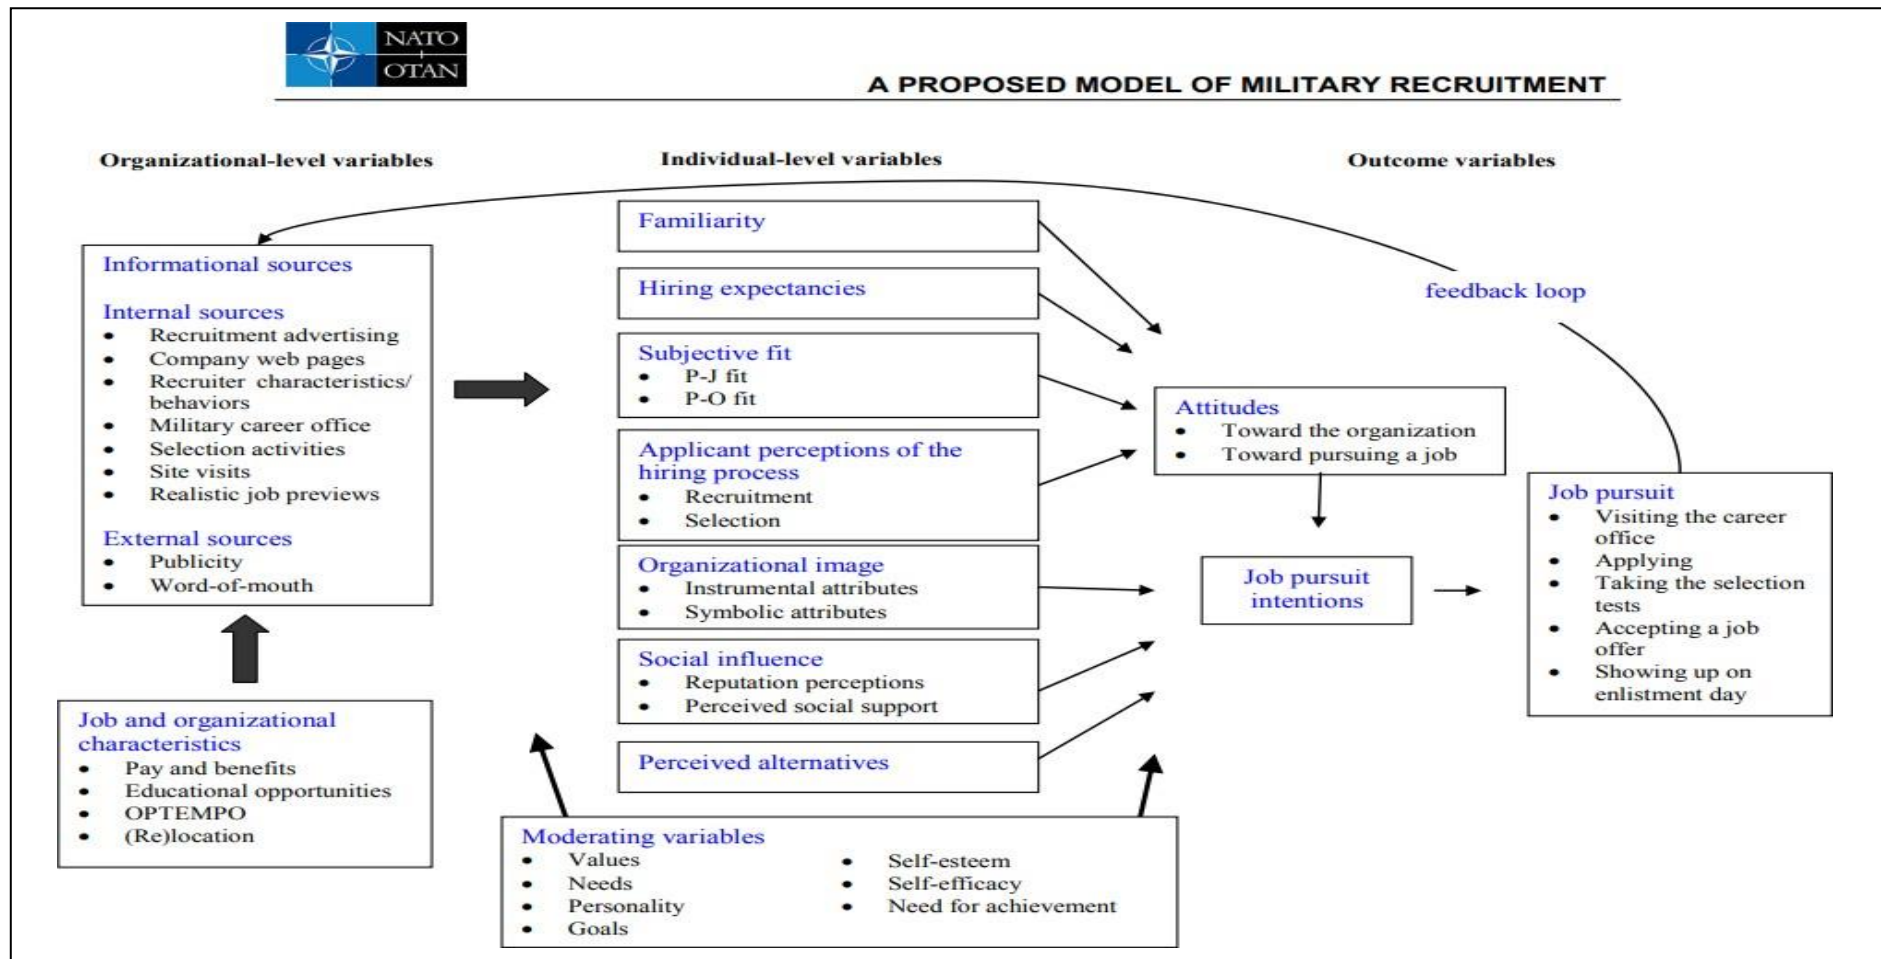 NATO
OTAN
A PROPOSED MODEL OF MILITARY RECRUITMENT
Organizational-level variables
Individual-level variables
Outcome variables
Informational sources
Internal sources
• Recruitment advertising
• Company web pages
• Recruiter characteristics/
behaviors
• Military career office
• Selection activities
• Site visits
• Realistic job previews
External sources
• Publicity
• Word-of-mouth
Job and organizational
characteristics
• Pay and benefits
• Educational opportunities
• OPTEMPO
• (Re)location
Familiarity
Hiring expectancies
Subjective fit
• P-J fit
• P-O fit
Applicant perceptions of the
hiring process
• Recruitment
• Selection
Organizational image
• Instrumental attributes
• Symbolic attributes
Social influence
• Reputation perceptions
• Perceived social support
Perceived alternatives
Moderating variables
• Values
• Needs
• Personality
• Goals
• Self-esteem
• Self-efficacy
• Need for achievement
feedback loop
Attitudes
• Toward the organization
• Toward pursuing a job
Job pursuit
intentions
Job pursuit
• Visiting the career
office
• Applying
• Taking the selection
tests
• Accepting a job
offer
• Showing up on
enlistment day